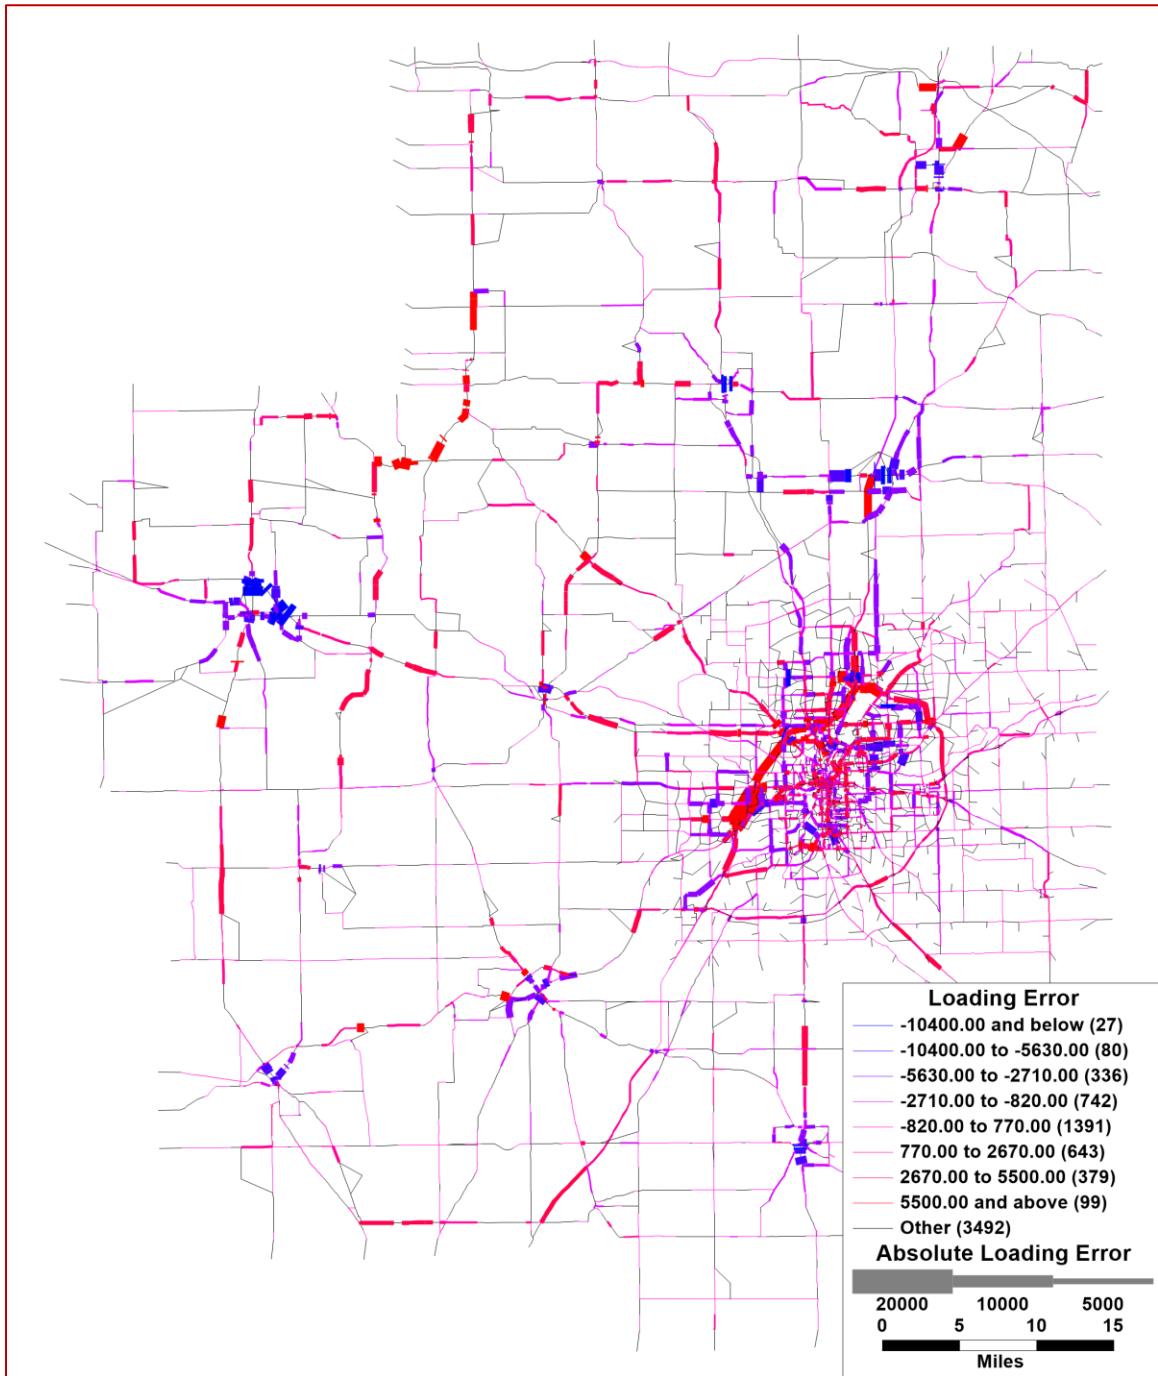 Loading Error
-10400.00 and below (27)
-10400.00 to -5630.00 (80)
-5630.00 to -2710.00 (336)
-2710.00 to -820.00 (742)
-820.00 to 770.00 (1391)
770.00 to 2670.00 (643)
2670.00 to 5500.00 (379)
5500.00 and above (99)
Other (3492)
Absolute Loading Error
20000 10000 5000
0 5 10 15
Miles